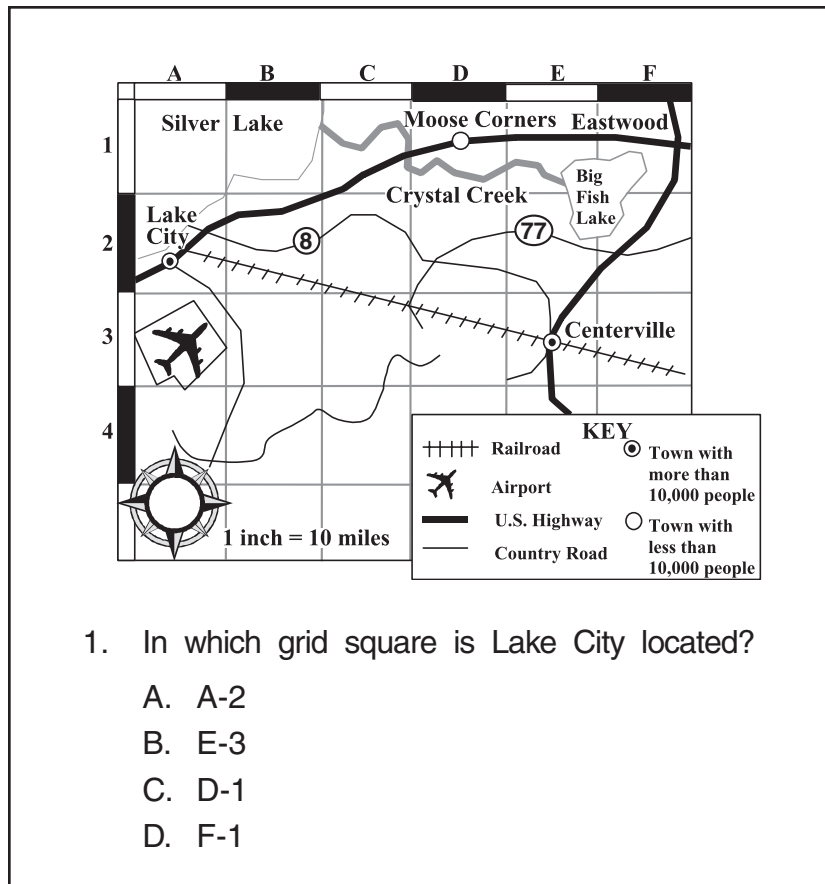 A B C D E F
1
Silver Lake
Moose Corners
Eastwood
Crystal Creek
Big
Fish
Lake
2
Lake
City
8
77
3
Centerville
4
1 inch = 10 miles
KEY
Railroad
Airport
U.S. Highway
Country Road
Town with
more than
10,000 people
Town with
less than
10,000 people
1. In which grid square is Lake City located?
A. A-2
B. E-3
C. D-1
D. F-1